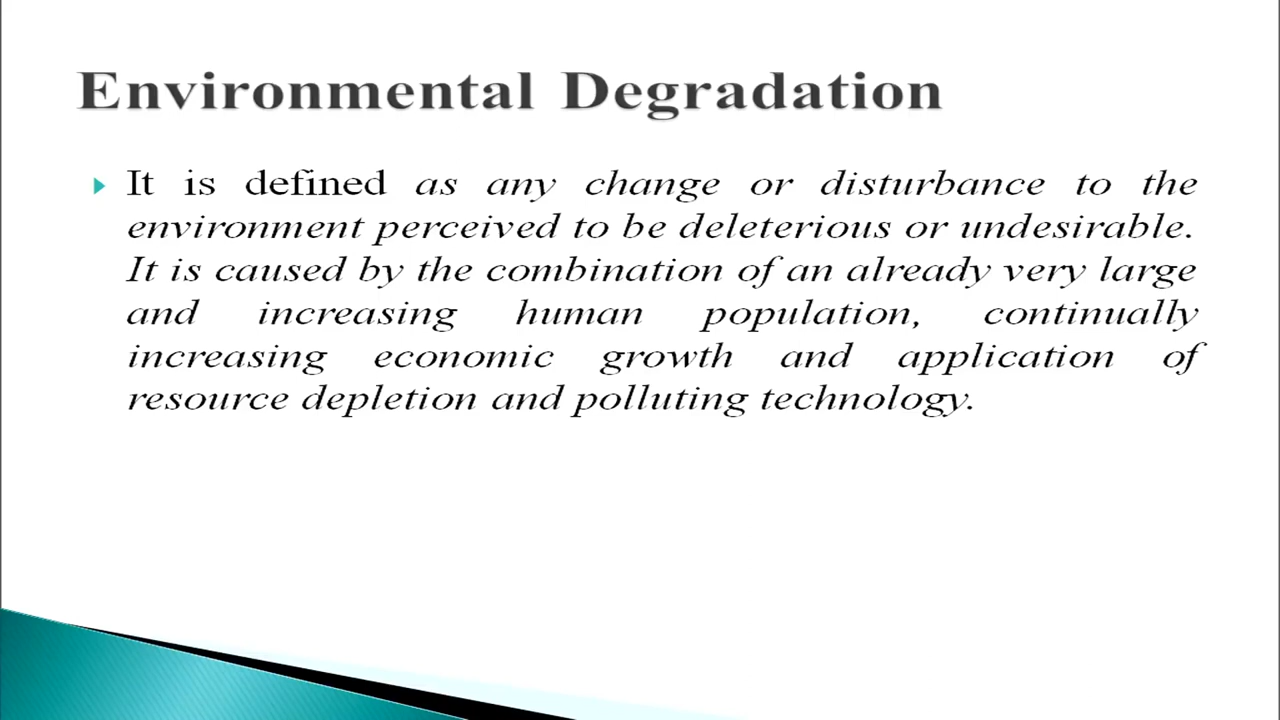 Environmental Degradation
It is defined as any change or disturbance to the
environment perceived to be deleterious or undesirable.
It is caused by the combination of an already very large
and increasing human population, continually
increasing economic growth and application of
resource depletion and polluting technology.